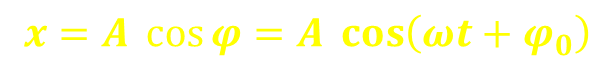 x = A cos φ = A cos(ωt + φ₀)